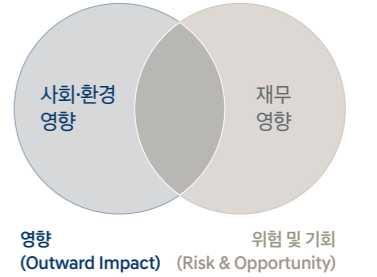 사회·환경
영향
재무
영향
영향
(Outward Impact)
위험 및 기회
(Risk & Opportunity)